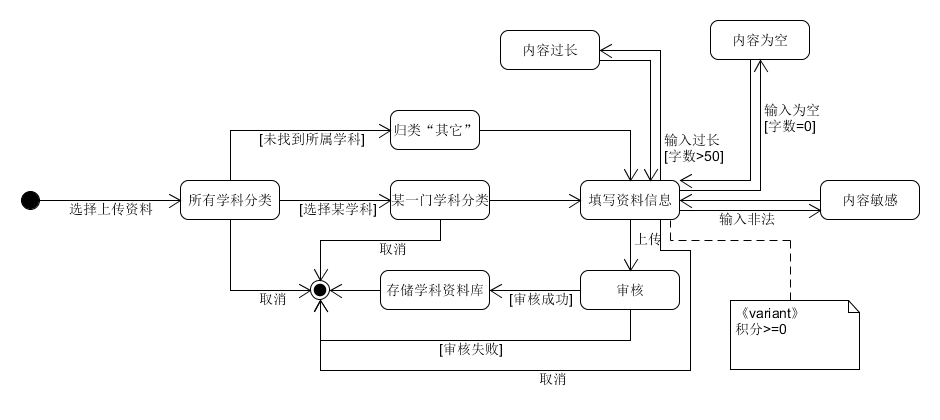 内容过长
内容为空
输入为空
[字数=0]
归类“其它”
[未找到所属学科]
输入过长
[字数>50]
选择上传资料
所有学科分类
[选择某学科]
某一门学科分类
填写资料信息
内容敏感
输入非法
取消
上传
取消
存储学科资料库
[审核成功]
审核
《variant》
积分>=0
[审核失败]
取消